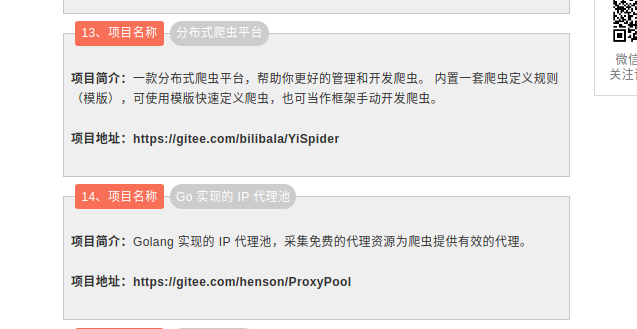 13、项目名称 分布式爬虫平台
项目简介：一款分布式爬虫平台，帮助你更好的管理和开发爬虫。 内置一套爬虫定义规则
（模版），可使用模版快速定义爬虫，也可当作框架手动开发爬虫。
项目地址：https://gitee.com/bilibala/YiSpider
14、项目名称 Go 实现的 IP 代理池
项目简介：Golang 实现的 IP 代理池，采集免费的代理资源为爬虫提供有效的代理。
项目地址：https://gitee.com/henson/ProxyPool
微信
关注